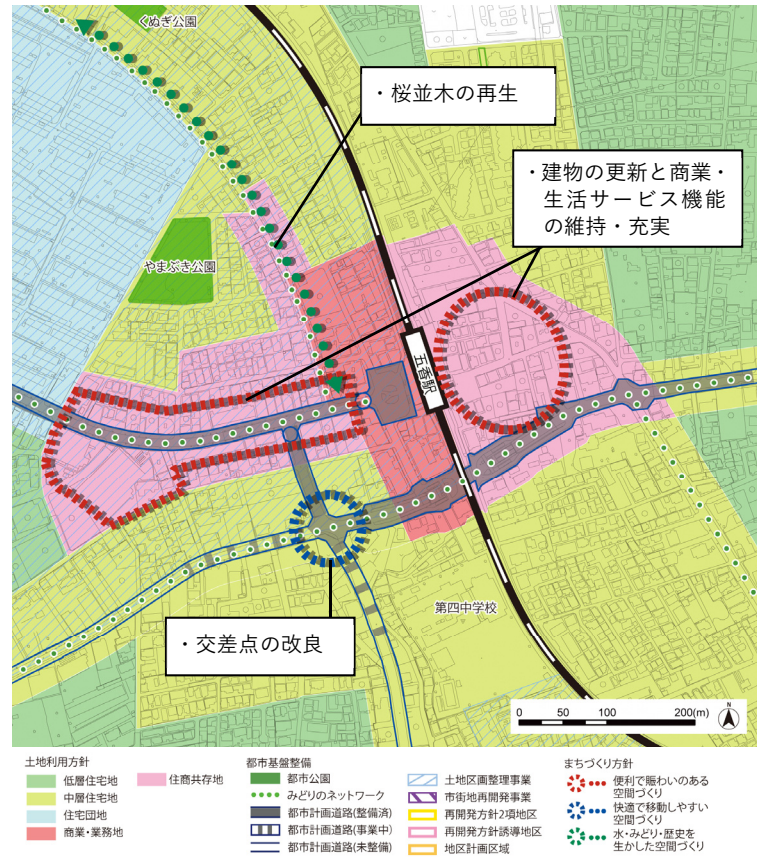 くぬぎ公園
・桜並木の再生
・建物の更新と商業・
生活サービス機能
の維持・充実
やまぶき公園
五香駅
第四中学校
・交差点の改良
0 50 100 200(m)
N
土地利用方針
低層住宅地
中層住宅地
住宅団地
商業・業務地
住商共存地
都市基盤整備
都市公園
みどりのネットワーク
都市計画道路(整備済)
都市計画道路(事業中)
都市計画道路(未整備)
土地区画整理事業
市街地再開発事業
再開発方針2項地区
再開発方針誘導地区
地区計画区域
まちづくり方針
便利で賑わいのある
空間づくり
快適で移動しやすい
空間づくり
水・みどり・歴史を
生かした空間づくり